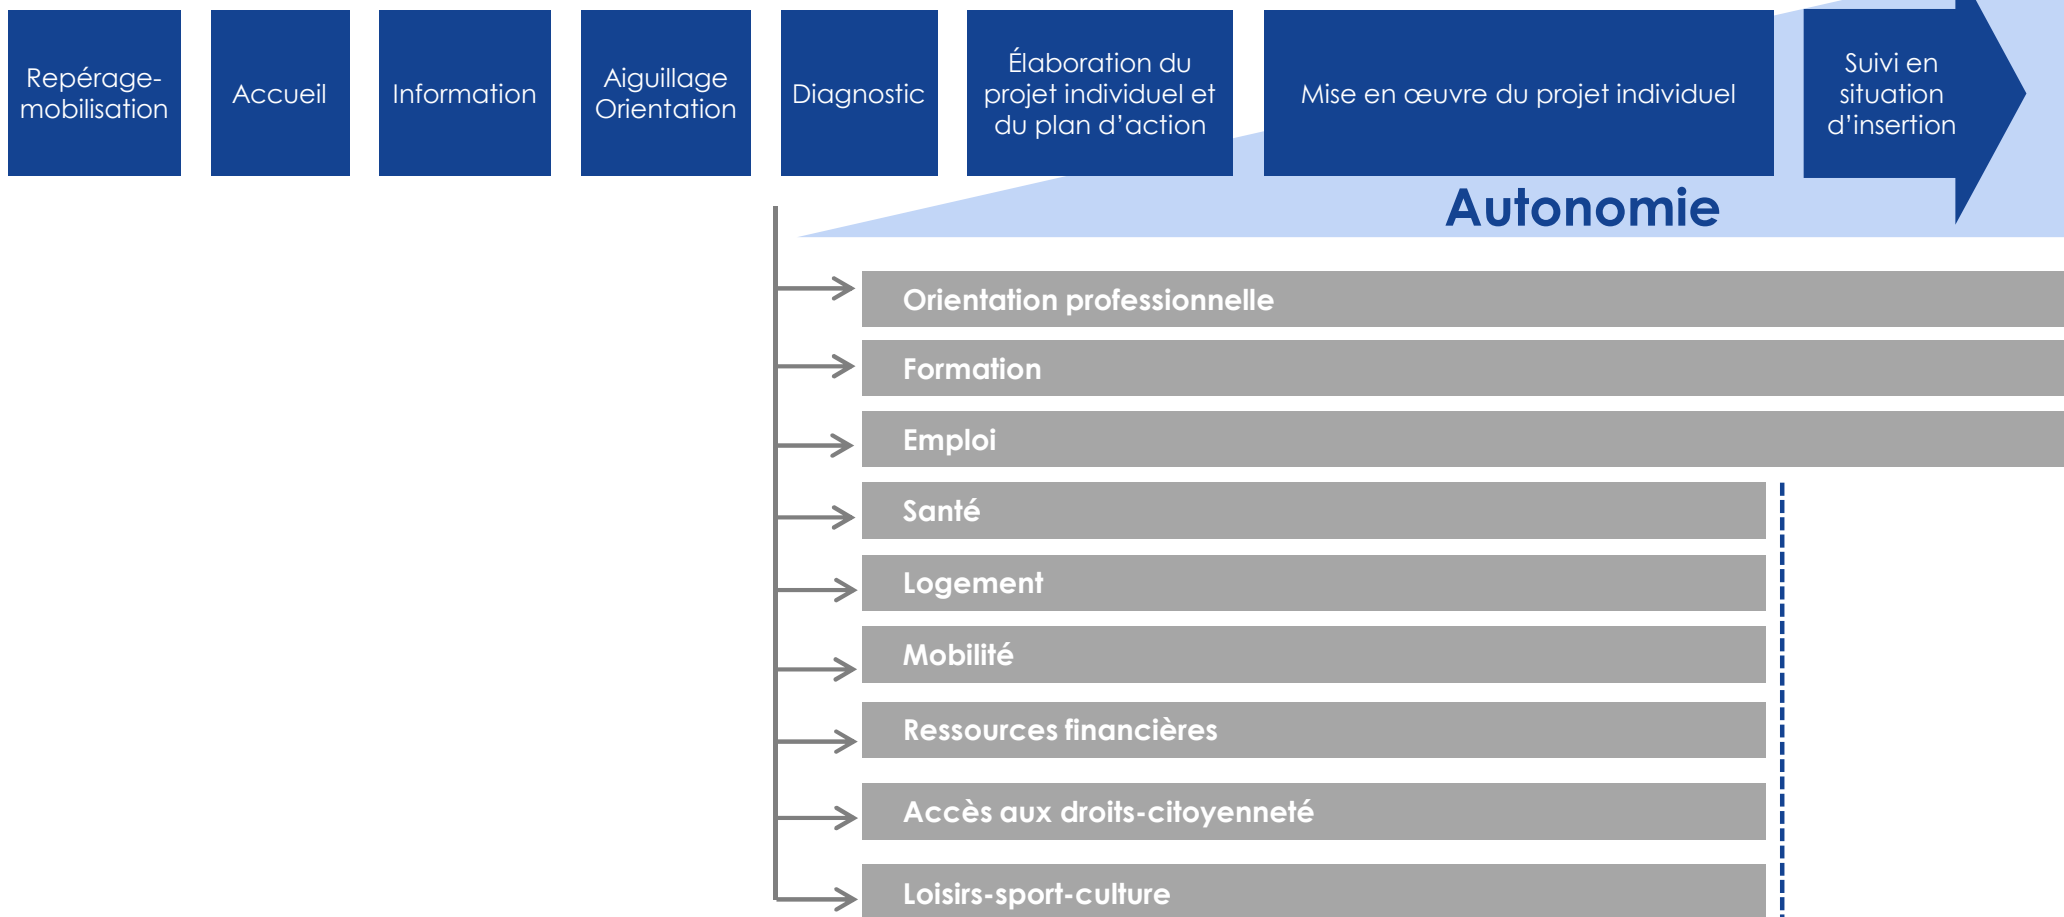 Repérage-
mobilisation
Accueil
Information
Aiguillage
Orientation
Diagnostic
Élaboration du
projet individuel et
du plan d’action
Mise en œuvre du projet individuel
Suivi en
situation
d’insertion
Autonomie
Orientation professionnelle
Formation
Emploi
Santé
Logement
Mobilité
Ressources financières
Accès aux droits-citoyenneté
Loisirs-sport-culture